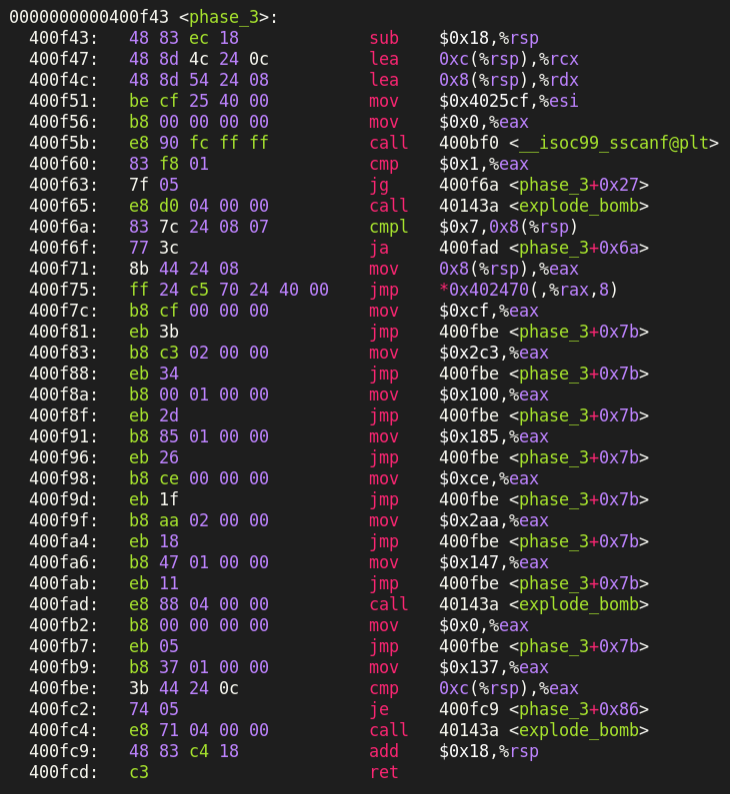 0000000000400f43 <phase_3>:
400f43: 48 83 ec 18 sub $0x18,%rsp
400f47: 48 8d 4c 24 0c lea 0xc(%rsp),%rcx
400f4c: 48 8d 54 24 08 lea 0x8(%rsp),%rdx
400f51: be cf 25 40 00 mov $0x4025cf,%esi
400f56: b8 00 00 00 00 mov $0x0,%eax
400f5b: e8 90 fc ff ff call 400bf0 <__isoc99_sscanf@plt>
400f60: 83 f8 01 cmp $0x1,%eax
400f63: 7f 05 jg 400f6a <phase_3+0x27>
400f65: e8 d0 04 00 00 call 40143a <explode_bomb>
400f6a: 83 7c 24 08 07 cmpl $0x7,0x8(%rsp)
400f6f: 77 3c ja 400fad <phase_3+0x6a>
400f71: 8b 44 24 08 mov 0x8(%rsp),%eax
400f75: ff 24 c5 70 24 40 00 jmp *0x402470(,%rax,8)
400f7c: b8 cf 00 00 00 mov $0xcf,%eax
400f81: eb 3b jmp 400fbe <phase_3+0x7b>
400f83: b8 c3 02 00 00 mov $0x2c3,%eax
400f88: eb 34 jmp 400fbe <phase_3+0x7b>
400f8a: b8 00 01 00 00 mov $0x100,%eax
400f8f: eb 2d jmp 400fbe <phase_3+0x7b>
400f91: b8 85 01 00 00 mov $0x185,%eax
400f96: eb 26 jmp 400fbe <phase_3+0x7b>
400f98: b8 ce 00 00 00 mov $0xce,%eax
400f9d: eb 1f jmp 400fbe <phase_3+0x7b>
400f9f: b8 aa 02 00 00 mov $0x2aa,%eax
400fa4: eb 18 jmp 400fbe <phase_3+0x7b>
400fa6: b8 47 01 00 00 mov $0x147,%eax
400fab: eb 11 jmp 400fbe <phase_3+0x7b>
400fad: e8 88 04 00 00 call 40143a <explode_bomb>
400fb2: b8 00 00 00 00 mov $0x0,%eax
400fb7: eb 05 jmp 400fbe <phase_3+0x7b>
400fb9: b8 37 01 00 00 mov $0x137,%eax
400fbe: 3b 44 24 0c cmp 0xc(%rsp),%eax
400fc2: 74 05 je 400fc9 <phase_3+0x86>
400fc4: e8 71 04 00 00 call 40143a <explode_bomb>
400fc9: 48 83 c4 18 add $0x18,%rsp
400fcd: c3 ret